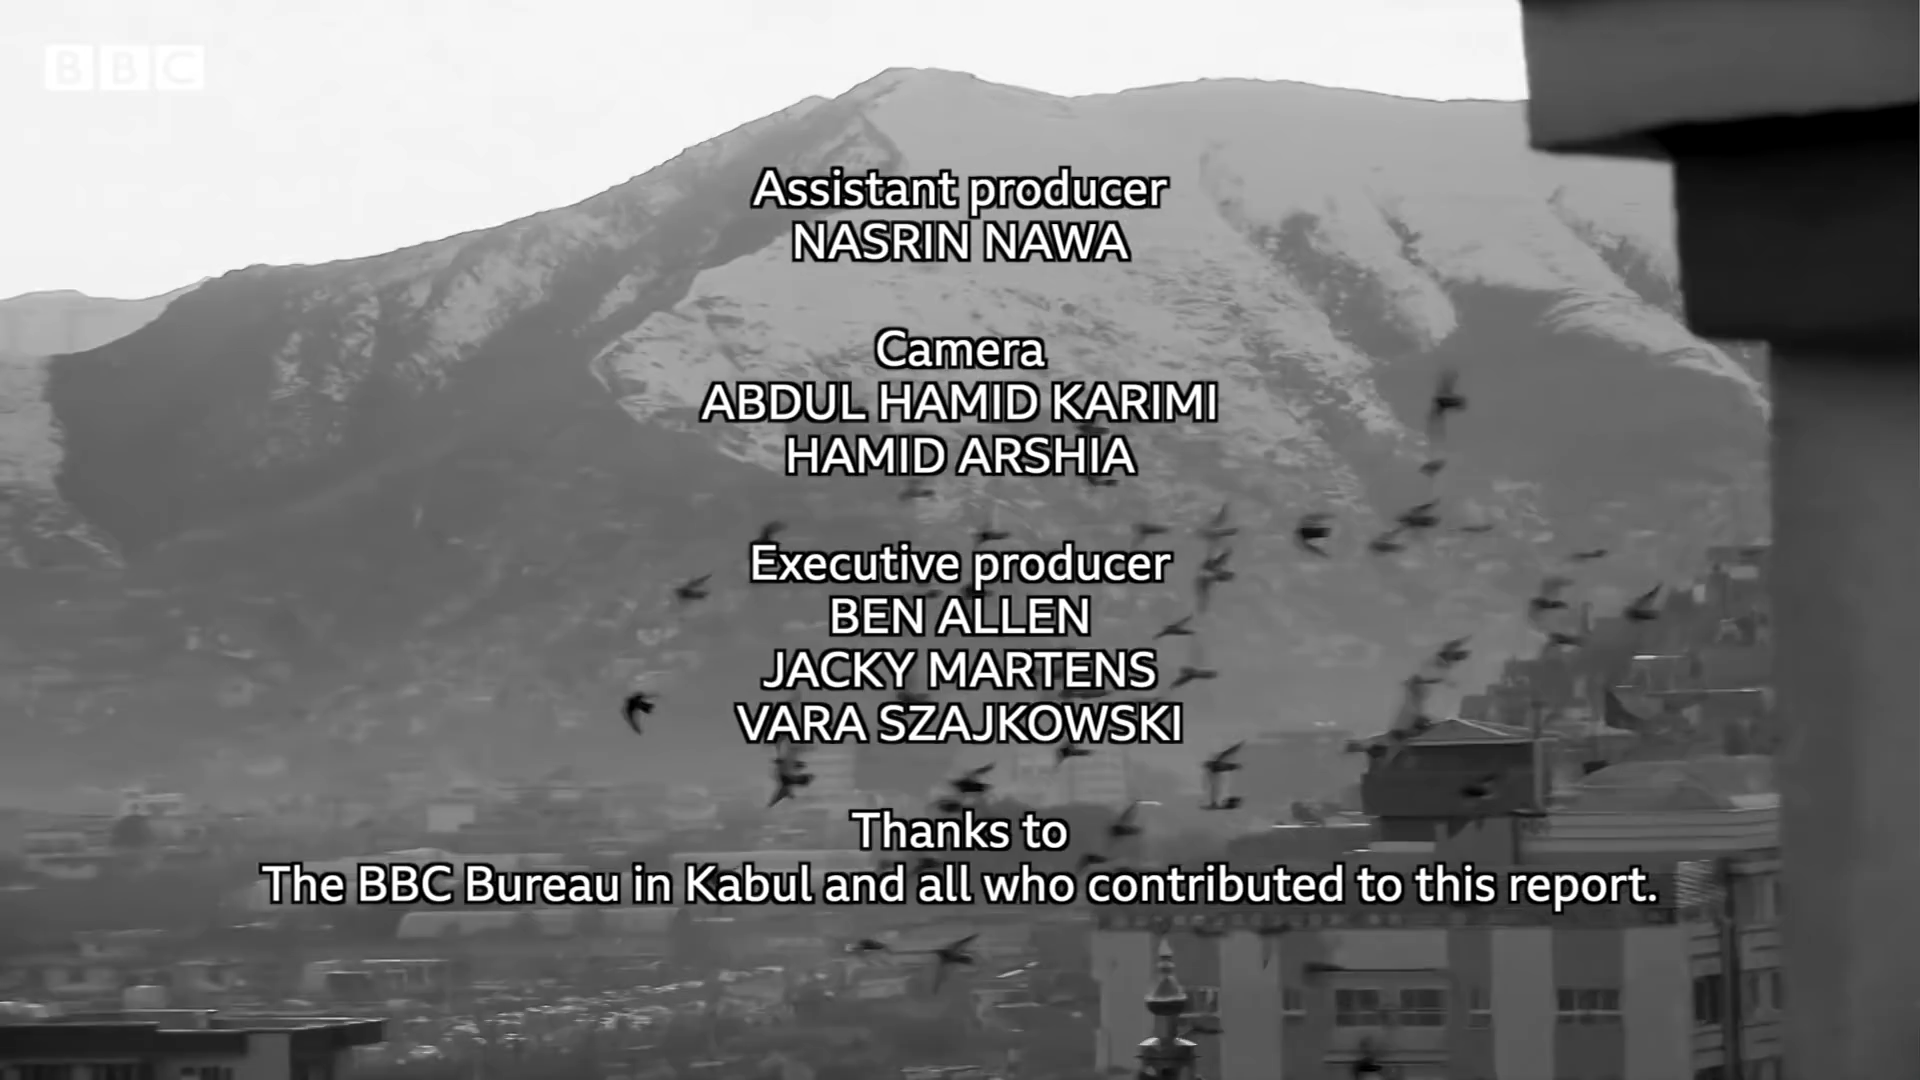 BBC
Assistant producer
NASRIN NAWA
Camera
ABDUL HAMID KARIMI
HAMID ARSHIA
Executive producer
BEN ALLEN
JACKY MARTENS
VARA SZAJKOWSKI
Thanks to
The BBC Bureau in Kabul and all who contributed to this report.